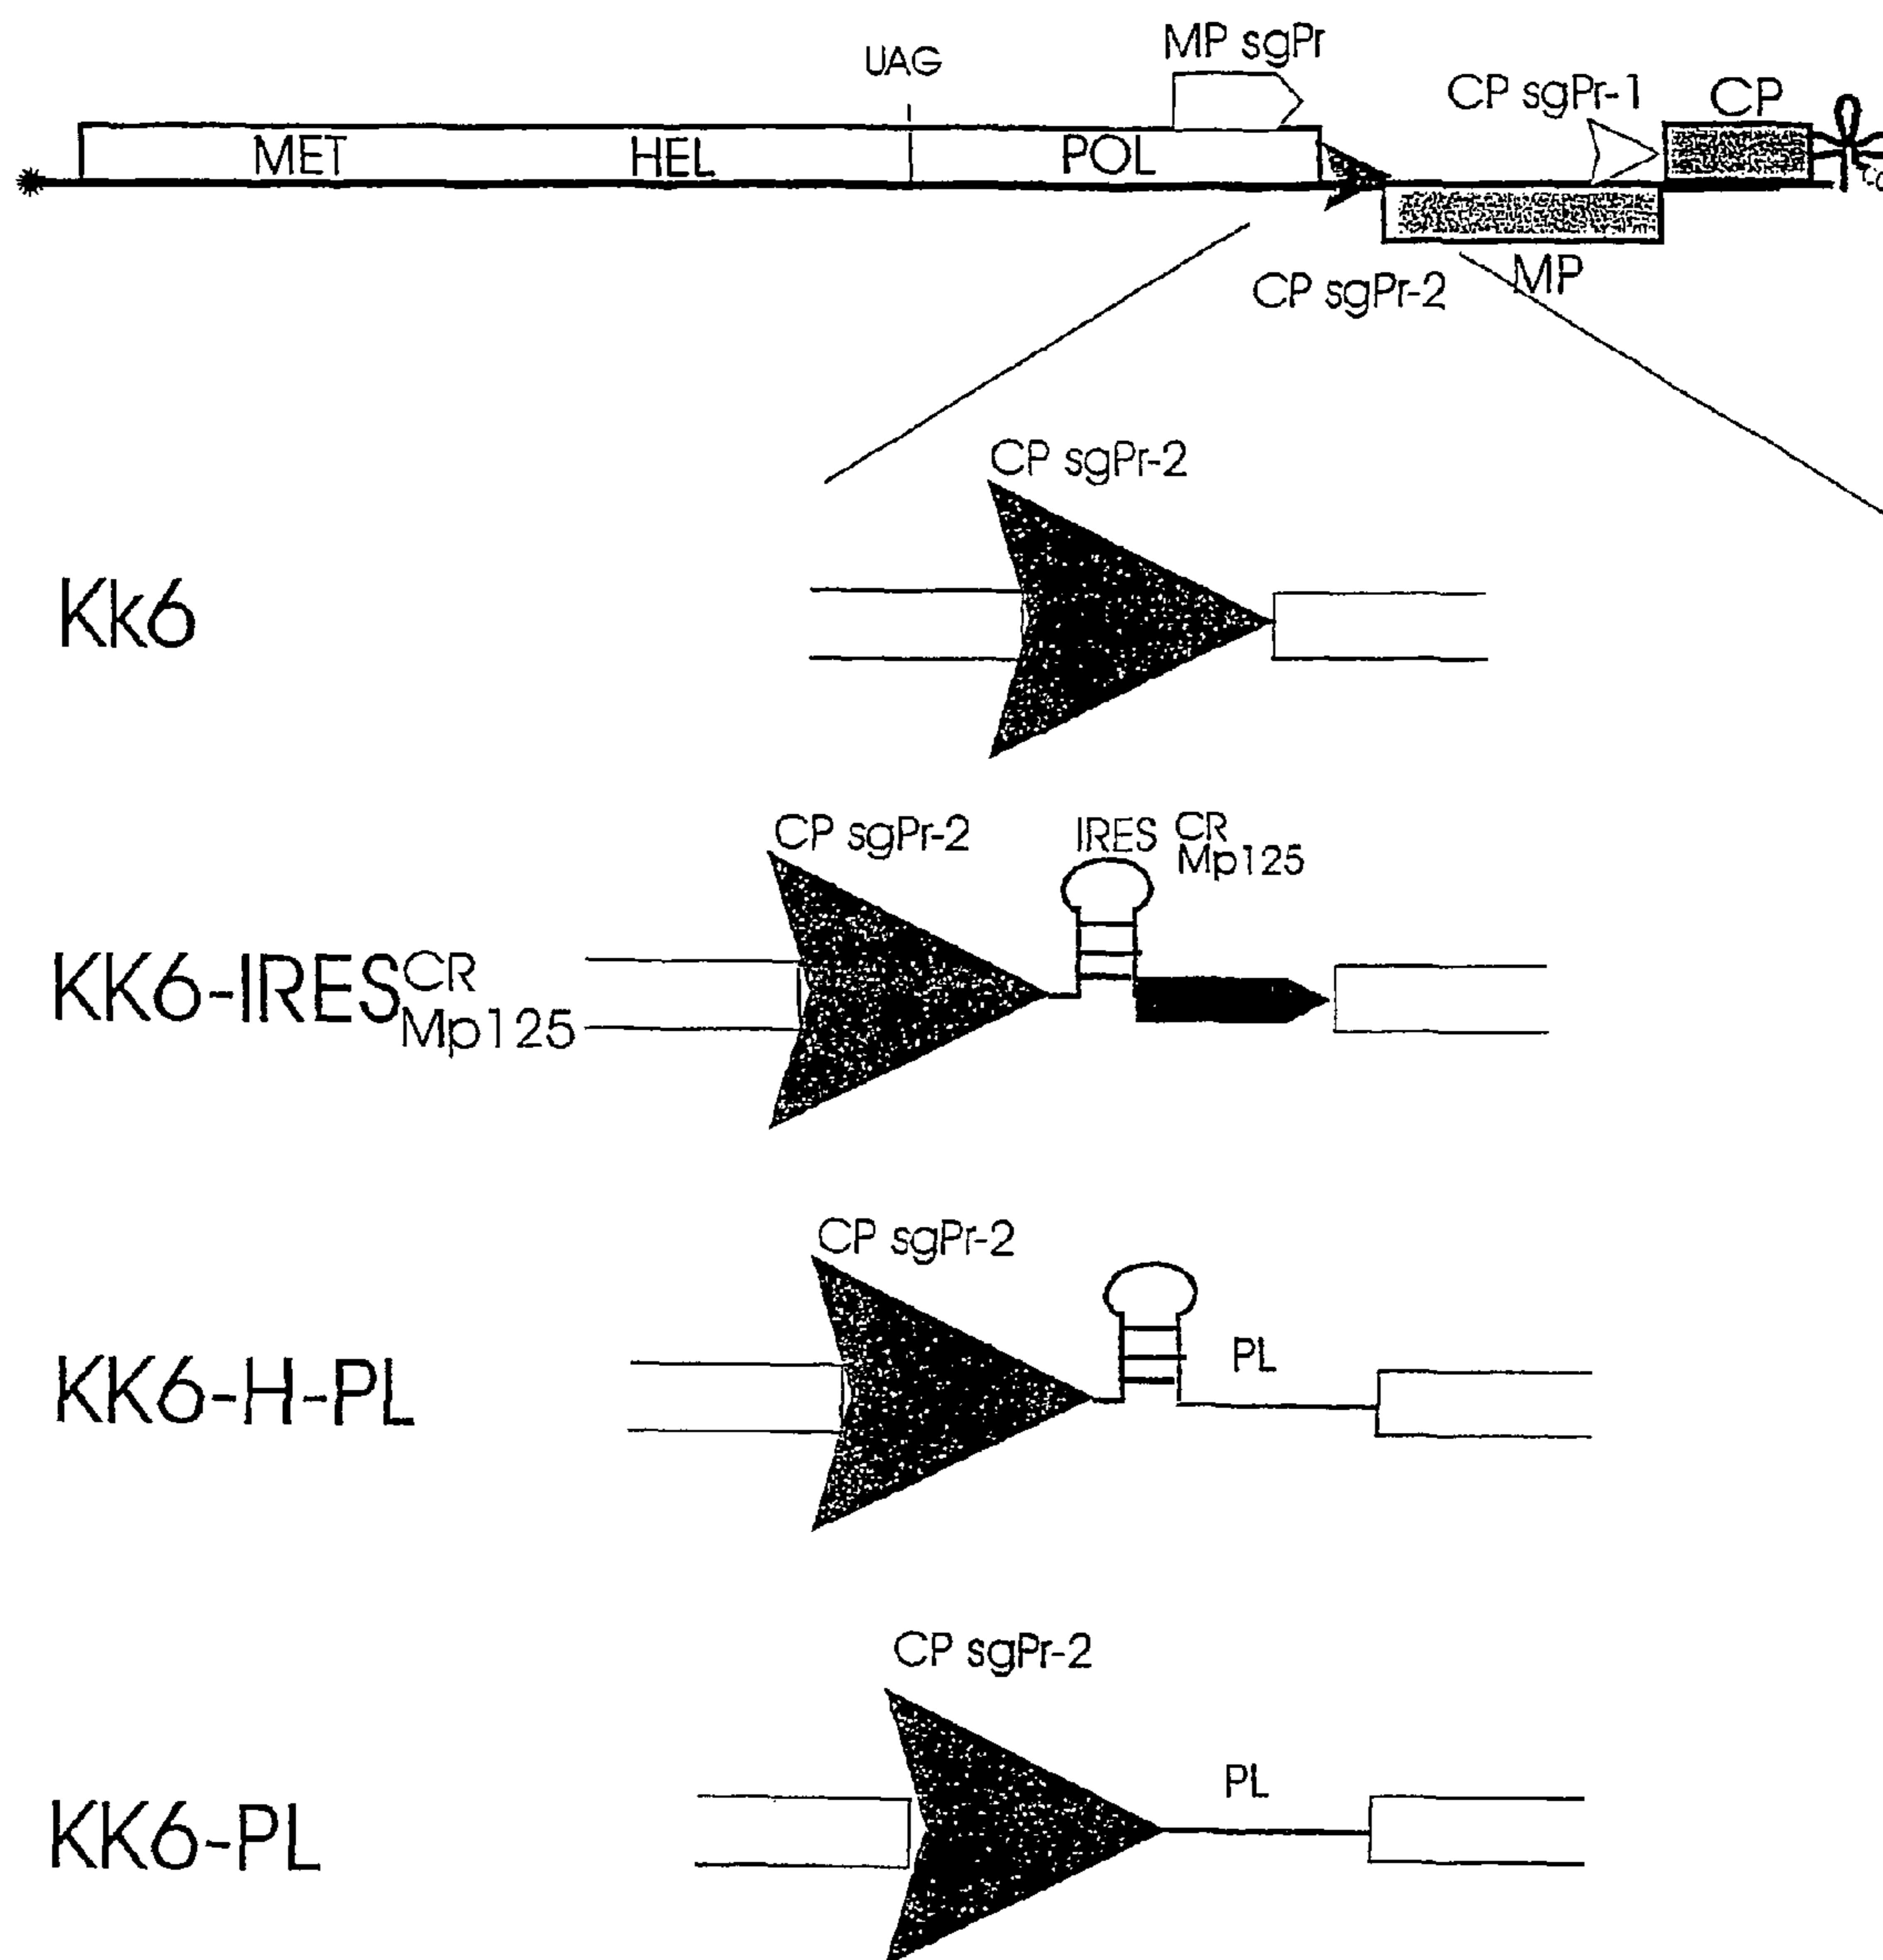 UAG
MP sgPr
CP sgPr-1
CP
MET
HEL
POL
CP sgPr-2
MP
Kk6
CP sgPr-2
KK6-IRES CR Mp125
CP sgPr-2
IRES CR Mp125
KK6-H-PL
CP sgPr-2
PL
KK6-PL
CP sgPr-2
PL